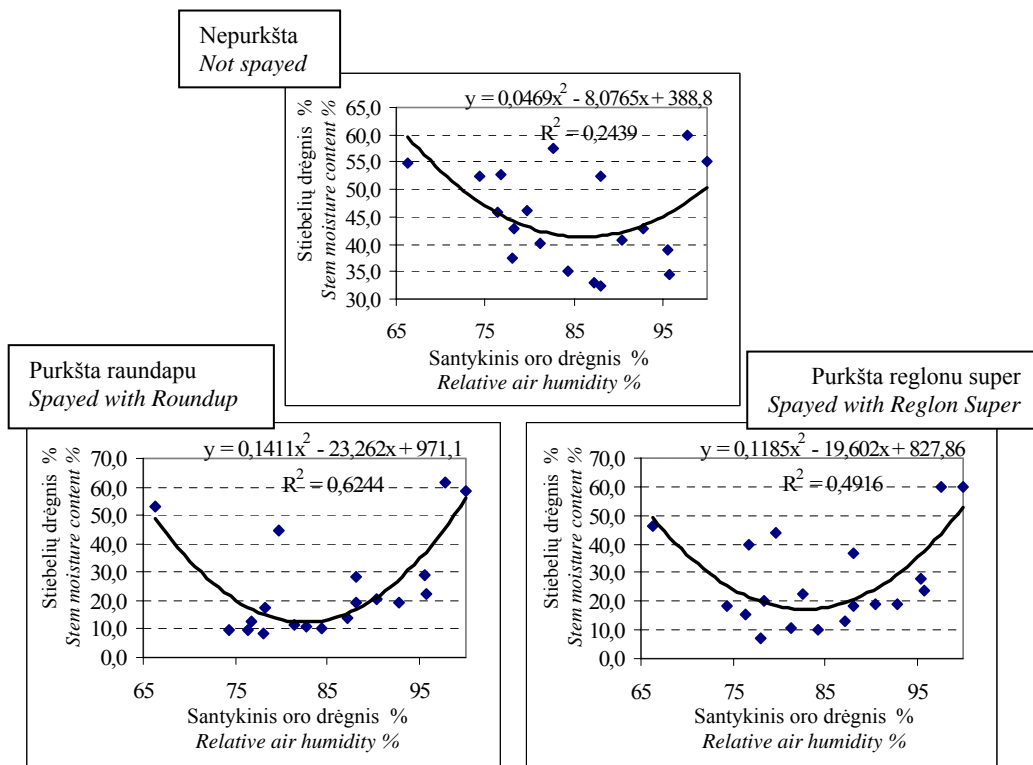 Nepurkšta
Not spayed
y = 0,0469x² - 8,0765x + 388,8
R² = 0,2439
Stiebelių drėgnis %
Stem moisture content %
65,0
60,0
55,0
50,0
45,0
40,0
35,0
30,0
65 75 85 95
Santykinis oro drėgnis %
Relative air humidity %
Purkšta raundapu
Spayed with Roundup
y = 0,1411x² - 23,262x + 971,1
R² = 0,6244
Stiebelių drėgnis %
Stem moisture content %
70,0
60,0
50,0
40,0
30,0
20,0
10,0
0,0
65 75 85 95
Santykinis oro drėgnis %
Relative air humidity %
Purkšta reglonu super
Spayed with Reglon Super
y = 0,1185x² - 19,602x + 827,86
R² = 0,4916
Stiebelių drėgnis %
Stem moisture content %
70,0
60,0
50,0
40,0
30,0
20,0
10,0
0,0
65 75 85 95
Santykinis oro drėgnis %
Relative air humidity %